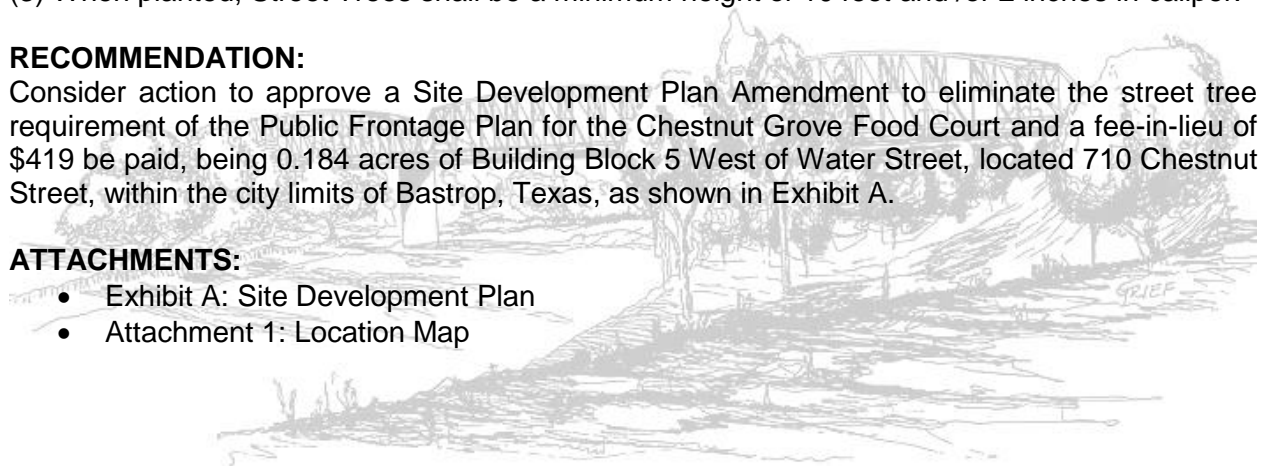 (3) When planted, Street Trees shall be a minimum height of 10 feet and /or 2 inches in caliper.
RECOMMENDATION:
Consider action to approve a Site Development Plan Amendment to eliminate the street tree
requirement of the Public Frontage Plan for the Chestnut Grove Food Court and a fee-in-lieu of
$419 be paid, being 0.184 acres of Building Block 5 West of Water Street, located 710 Chestnut
Street, within the city limits of Bastrop, Texas, as shown in Exhibit A.
ATTACHMENTS:
• Exhibit A: Site Development Plan
• Attachment 1: Location Map
GRIEF